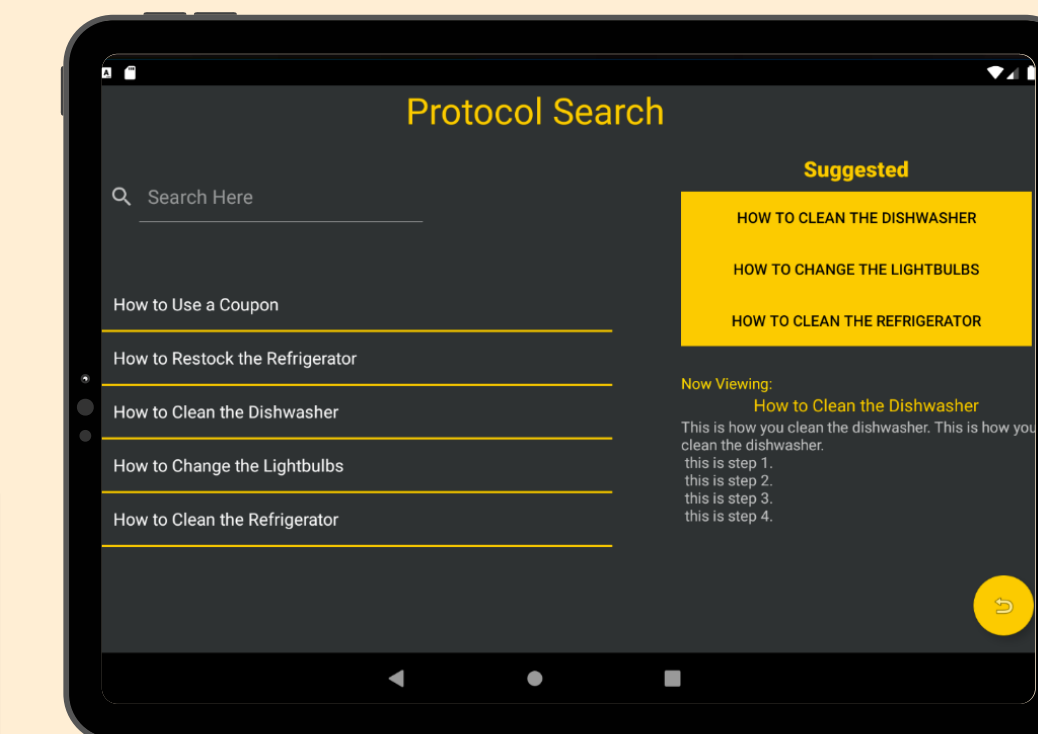 Protocol Search
Search Here
How to Use a Coupon
How to Restock the Refrigerator
How to Clean the Dishwasher
How to Change the Lightbulbs
How to Clean the Refrigerator
Suggested
HOW TO CLEAN THE DISHWASHER
HOW TO CHANGE THE LIGHTBULBS
HOW TO CLEAN THE REFRIGERATOR
Now Viewing:
How to Clean the Dishwasher
This is how you clean the dishwasher. This is how you
clean the dishwasher.
this is step 1.
this is step 2.
this is step 3.
this is step 4.